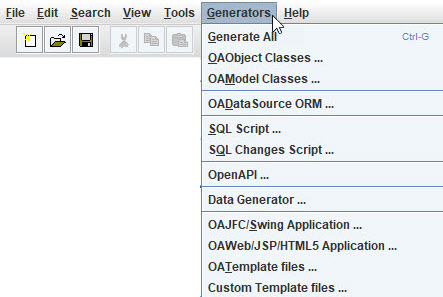 File Edit Search View Tools Generators Help
Generate All Ctrl-G
OAObject Classes ...
OAModel Classes ...
OADataSource ORM ...
SQL Script ...
SQL Changes Script ...
OpenAPI ...
Data Generator ...
OAJFC/Swing Application ...
OAWeb/JSP/HTML5 Application ...
OATemplate files ...
Custom Template files ...